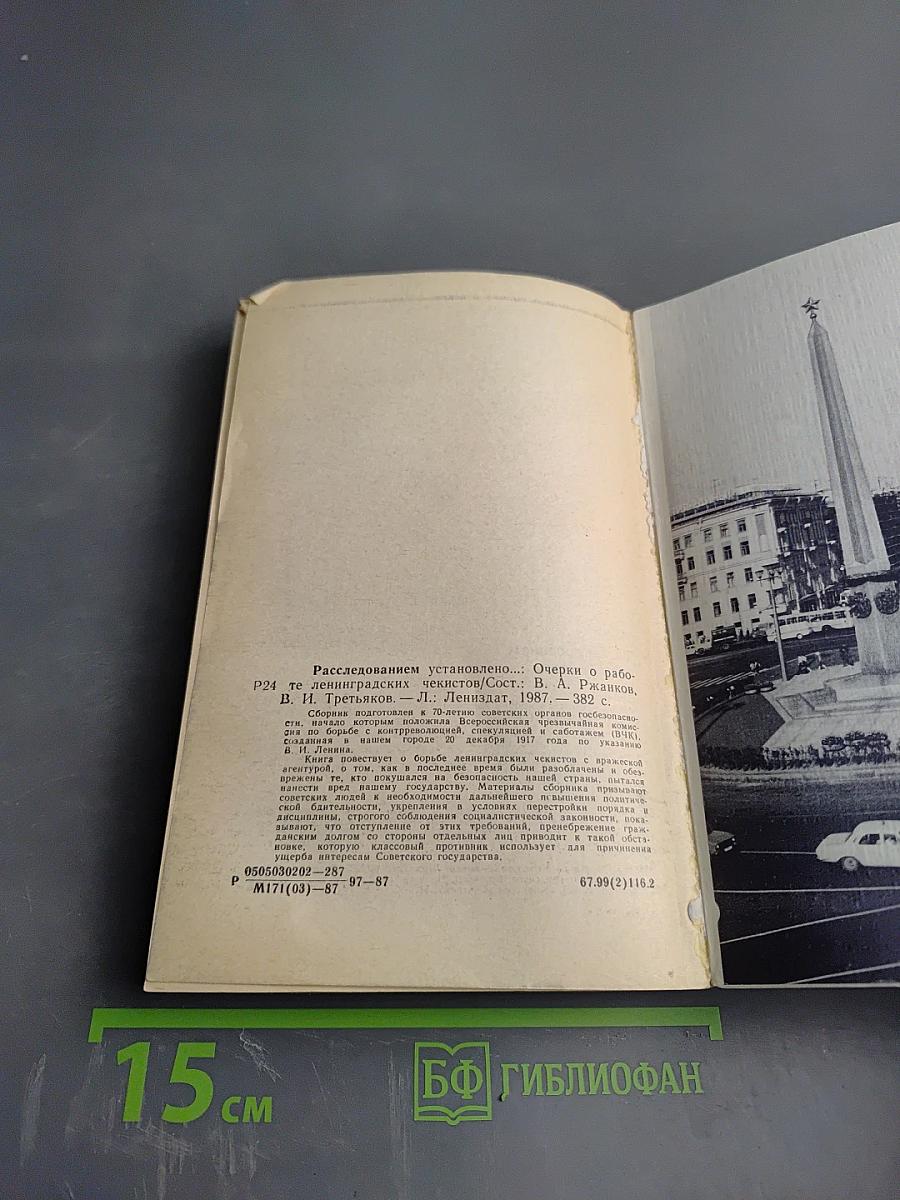 Расследованием установлено...: Очерки о рабо-
Р24 те ленинградских чекистов/Сост.: В. А. Ржанков,
В. И. Третьяков. — Л.: Лениздат, 1987. — 382 с.
Сборник подготовлен к 70-летию советских органов госбезопасно-
сти, начало которым положила Всероссийская чрезвычайная комис-
сия по борьбе с контрреволюцией, спекуляцией и саботажем (ВЧК),
созданная в нашем городе 20 декабря 1917 года по указанию
В. И. Ленина.
Книга повествует о борьбе ленинградских чекистов с вражеской
агентурой, о том, как в последнее время были разоблачены и обез-
врежены те, кто покушался на безопасность нашей страны, пытался
нанести вред нашему государству. Материалы сборника призывают
советских людей к необходимости дальнейшего повышения политиче-
ской бдительности, укрепления в условиях перестройки порядка и
дисциплины, строгого соблюдения социалистической законности, пока-
зывают, что отступление от этих требований, пренебрежение граж-
данским долгом со стороны отдельных лиц приводит к такой обста-
новке, которую классовый противник использует для причинения
ущерба интересам Советского государства.
Р 0505030202—287 97—87 67.99(2)116.2
М171(03)—87
15 см БФ ГИБЛИОФАН